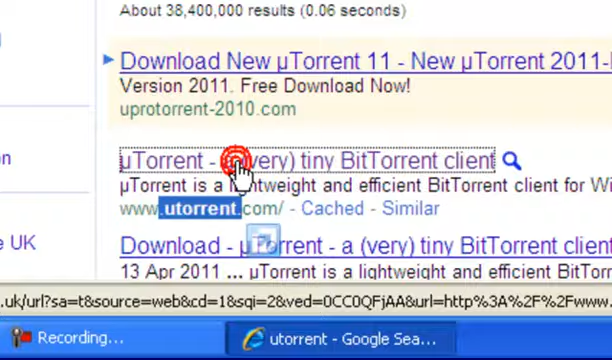 About 38,400,000 results (0.06 seconds)
Download New µTorrent 11 - New µTorrent 2011-
Version 2011. Free Download Now!
uprotorrent-2010.com
µTorrent - a (very) tiny BitTorrent client
µTorrent is a lightweight and efficient BitTorrent client for Wi
www.utorrent.com/ - Cached - Similar
e UK
Download - µTorrent - a (very) tiny BitTorrent client
13 Apr 2011 ... µTorrent is a lightweight and efficient BitTorrent
.uk/url?sa=t&source=web&cd=1&sqi=2&ved=0CC0QFjAA&url=http%3A%2F%2Fwww.
Recording...
utorrent - Google Sea...